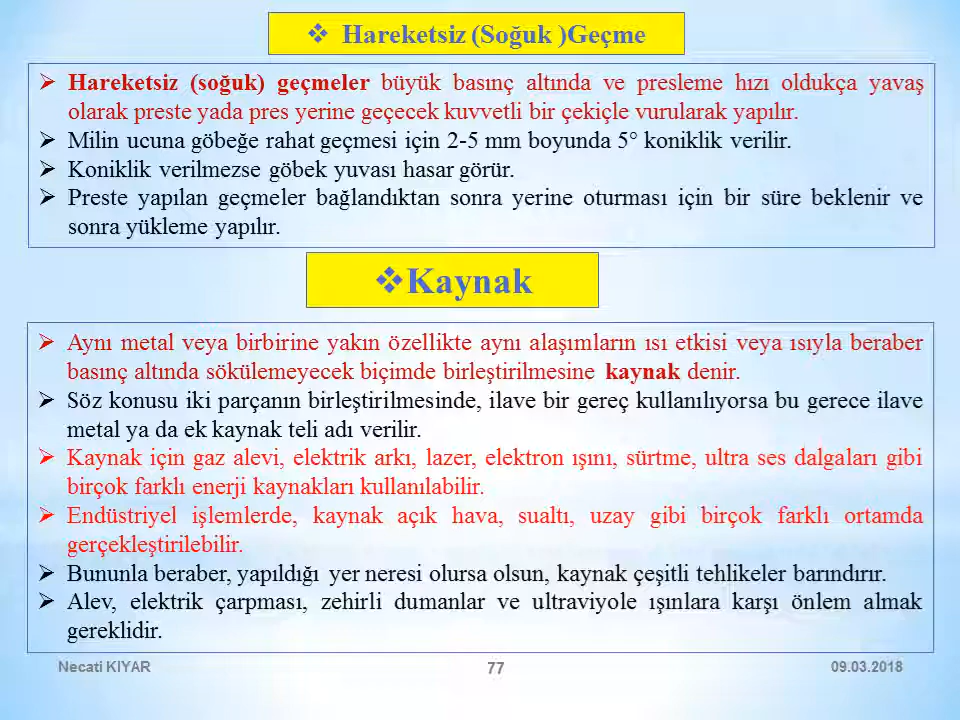 ❖ Hareketsiz (Soğuk )Geçme
➢ Hareketsiz (soğuk) geçmeler büyük basınç altında ve presleme hızı oldukça yavaş
olarak preste yada pres yerine geçecek kuvvetli bir çekiçle vurularak yapılır.
➢ Milin ucuna göbeğe rahat geçmesi için 2-5 mm boyunda 5° koniklik verilir.
➢ Koniklik verilmezse göbek yuvası hasar görür.
➢ Preste yapılan geçmeler bağlandıktan sonra yerine oturması için bir süre beklenir ve
sonra yükleme yapılır.
❖Kaynak
➢ Aynı metal veya birbirine yakın özellikte aynı alaşımların ısı etkisi veya ısıyla beraber
basınç altında sökülemeyecek biçimde birleştirilmesine kaynak denir.
➢ Söz konusu iki parçanın birleştirilmesinde, ilave bir gereç kullanılıyorsa bu gerece ilave
metal ya da ek kaynak teli adı verilir.
➢ Kaynak için gaz alevi, elektrik arkı, lazer, elektron ışını, sürtme, ultra ses dalgaları gibi
birçok farklı enerji kaynakları kullanılabilir.
➢ Endüstriyel işlemlerde, kaynak açık hava, sualtı, uzay gibi birçok farklı ortamda
gerçekleştirilebilir.
➢ Bununla beraber, yapıldığı yer neresi olursa olsun, kaynak çeşitli tehlikeler barındırır.
➢ Alev, elektrik çarpması, zehirli dumanlar ve ultraviyole ışınlara karşı önlem almak
gereklidir.
Necati KIYAR 77 09.03.2018